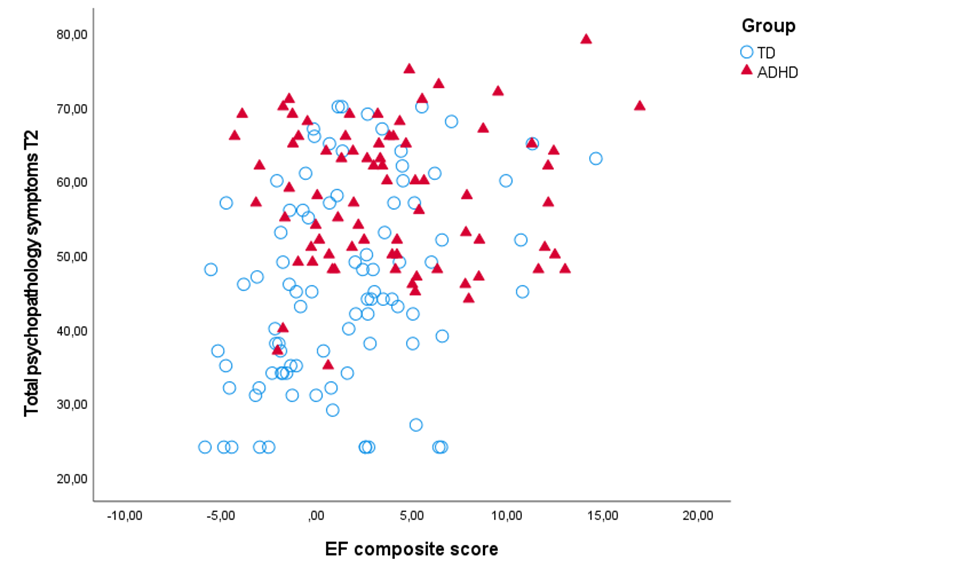 Group
TD
ADHD
Total psychopathology symptoms T2
80,00
70,00
60,00
50,00
40,00
30,00
20,00
-10,00 -5,00 ,00 5,00 10,00 15,00 20,00
EF composite score